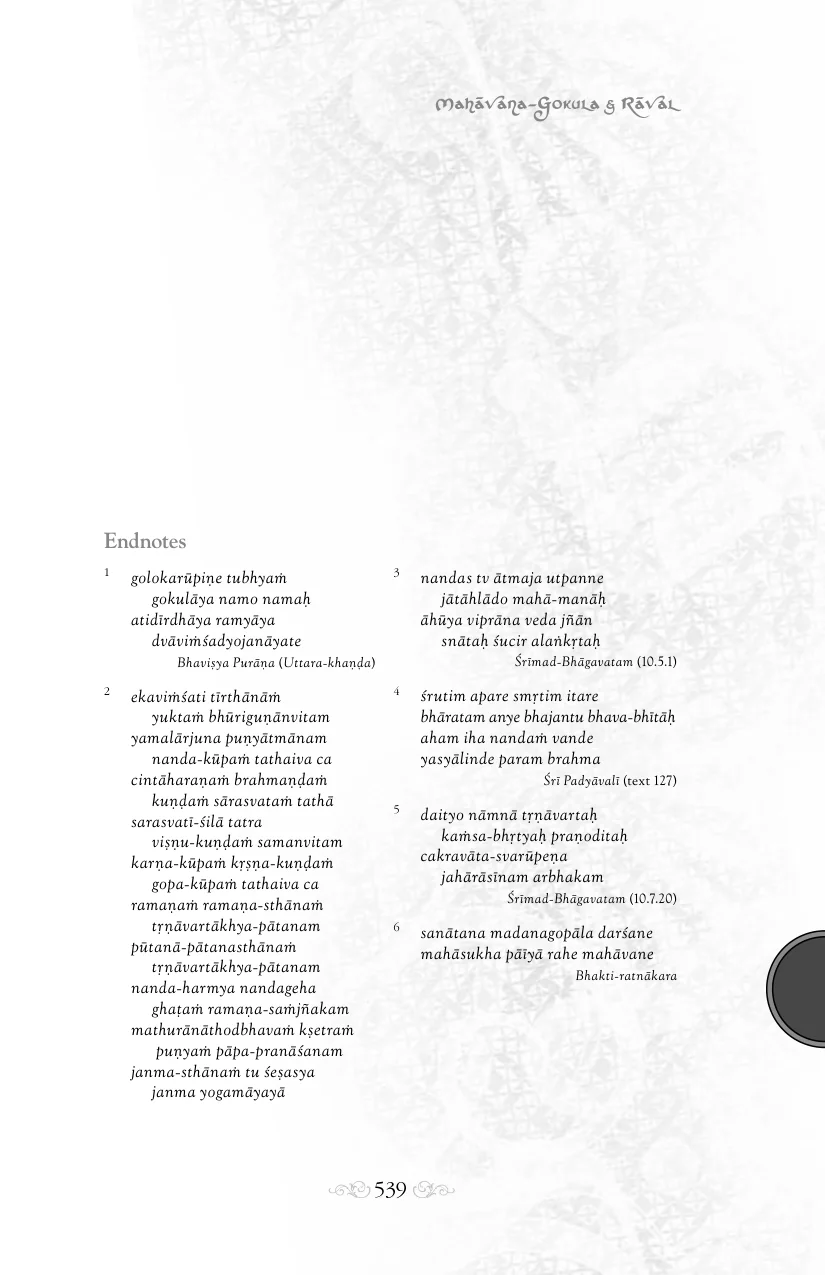 Mahāvaṇa-Gokula & Rāval
Endnotes
1 golokarūpiṇe tubhyaṁ
gokulāya namo namaḥ
atidīrdhāya ramyāya
dvāviṁśadyojanāyate
Bhaviṣya Purāṇa (Uttara-khaṇḍa)
2 ekaviṁśati tīrthānāṁ
yuktaṁ bhūriguṇānvitam
yamalārjuna puṇyātmānam
nanda-kūpaṁ tathaiva ca
cintāharaṇaṁ brahmaṇḍaṁ
kuṇḍaṁ sārasvataṁ tathā
sarasvatī-śilā tatra
viṣṇu-kuṇḍaṁ samanvitam
karṇa-kūpaṁ kṛṣṇa-kuṇḍaṁ
gopa-kūpaṁ tathaiva ca
ramaṇaṁ ramaṇa-sthānaṁ
tṛṇāvartākhya-pātanam
pūtanā-pātanasthānaṁ
tṛṇāvartākhya-pātanam
nanda-harmya nandageha
ghaṭaṁ ramaṇa-saṁjñakam
mathurānāthodbhavaṁ kṣetraṁ
puṇyaṁ pāpa-pranāśanam
janma-sthānaṁ tu śeṣasya
janma yogamāyayā
3 nandas tv ātmaja utpanne
jātāhlādo mahā-manāḥ
āhūya viprāna veda jñān
snātaḥ śucir alaṅkṛtaḥ
Śrīmad-Bhāgavatam (10.5.1)
4 śrutim apare smṛtim itare
bhāratam anye bhajantu bhava-bhītāḥ
aham iha nandaṁ vande
yasyālinde param brahma
Śrī Padyāvalī (text 127)
5 daityo nāmnā tṛṇāvartaḥ
kaṁsa-bhṛtyaḥ praṇoditaḥ
cakravāta-svarūpeṇa
jahārāsīnam arbhakam
Śrīmad-Bhāgavatam (10.7.20)
6 sanātana madanagopāla darśane
mahāsukha pāīyā rahe mahāvane
Bhakti-ratnākara
539